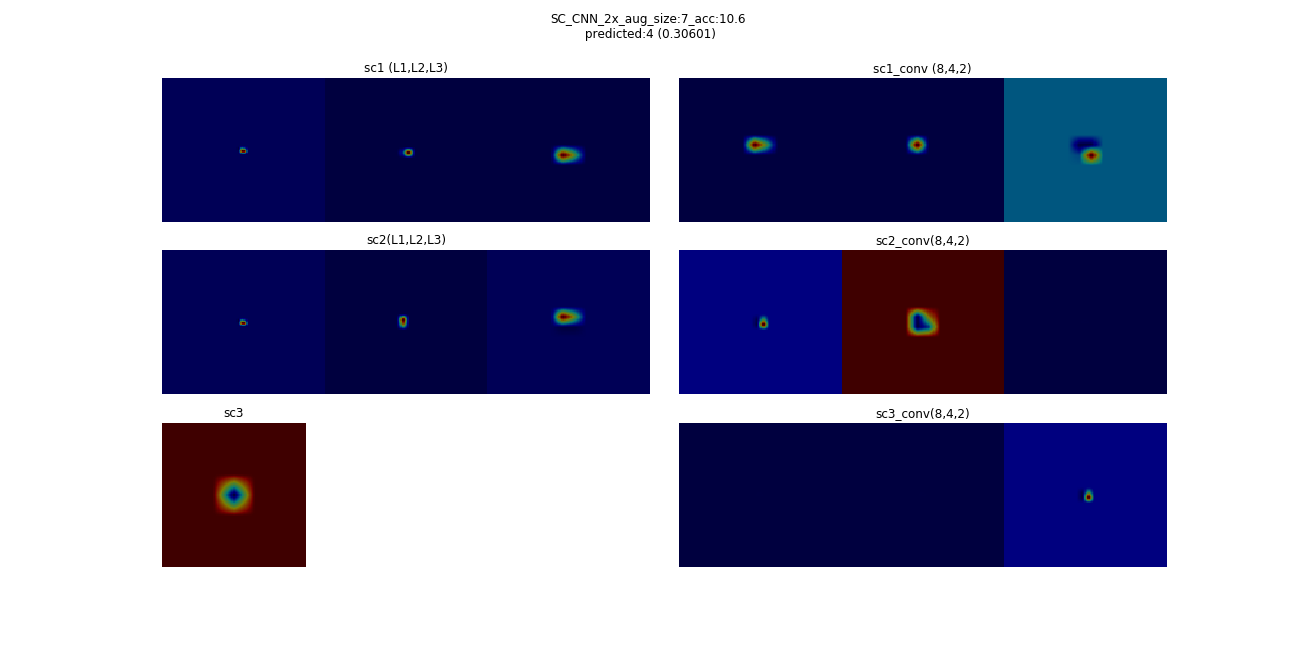 SC_CNN_2x_aug_size:7_acc:10.6
predicted:4 (0.30601)
sc1 (L1,L2,L3)
sc1_conv (8,4,2)
sc2(L1,L2,L3)
sc2_conv(8,4,2)
sc3
sc3_conv(8,4,2)